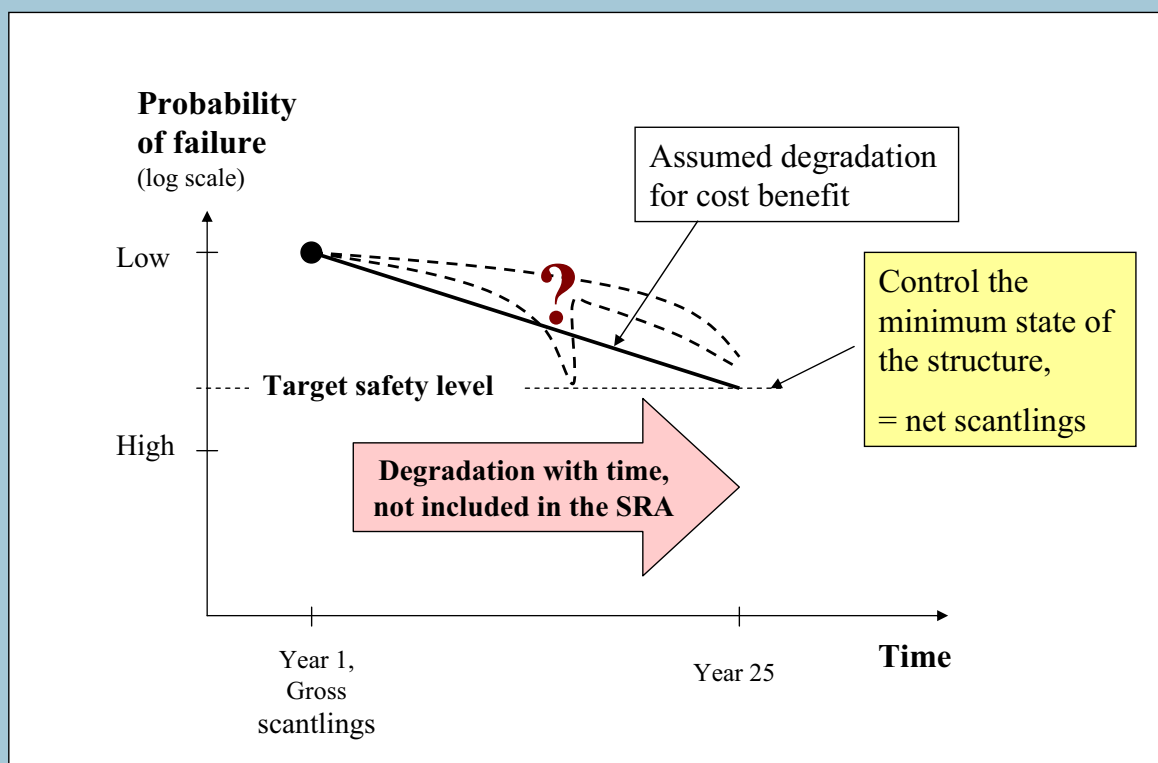 Probability
of failure
(log scale)
Assumed degradation
for cost benefit
Low
?
Control the
minimum state of
the structure,
= net scantlings
Target safety level
High
Degradation with time,
not included in the SRA
Year 1,
Gross
scantlings
Year 25
Time